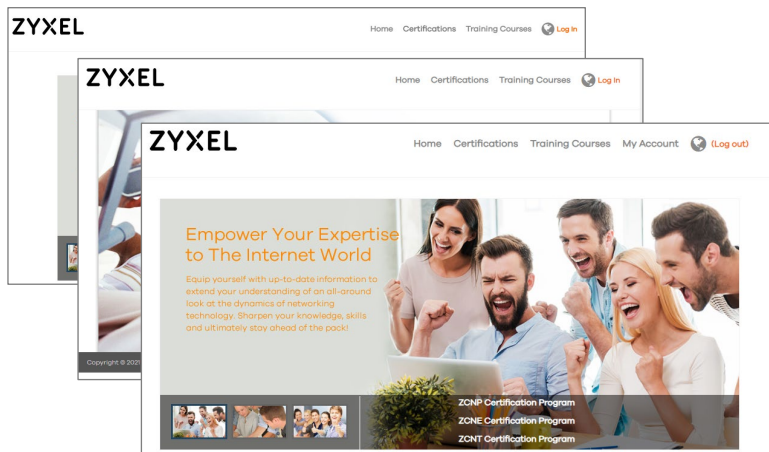 ZYXEL
Home Certifications Training Courses Log In
ZYXEL
Home Certifications Training Courses Log In
ZYXEL
Home Certifications Training Courses My Account (Log out)
Empower Your Expertise
to The Internet World
Equip yourself with up-to-date information to
extend your understanding of an all-around
look at the dynamics of networking
technology. Sharpen your knowledge, skills
and ultimately stay ahead of the pack!
Copyright © 2021
ZCNP Certification Program
ZCNE Certification Program
ZCNT Certification Program